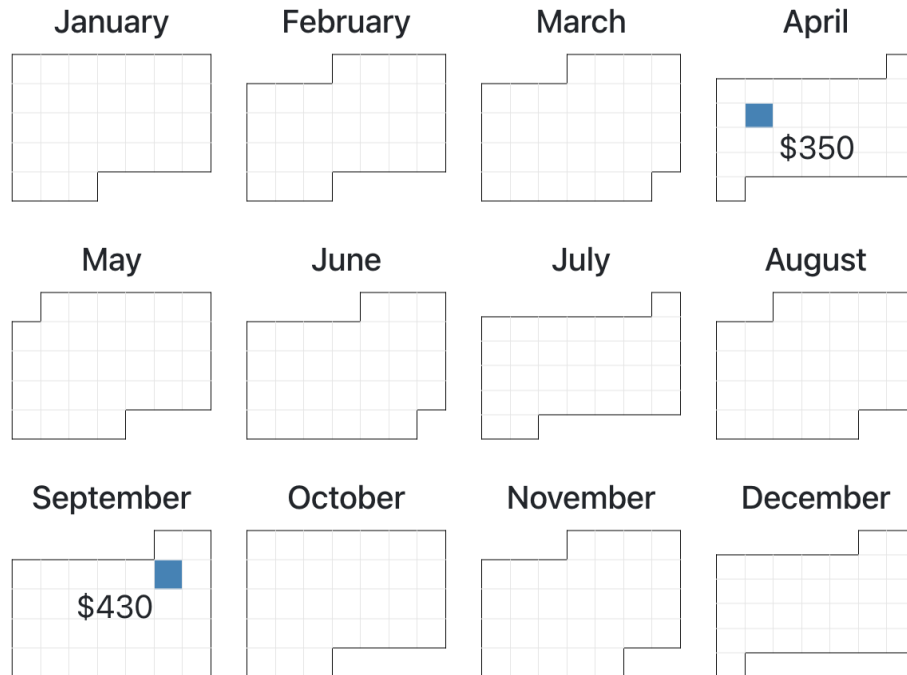 January February March April
$350
May June July August
September October November December
$430